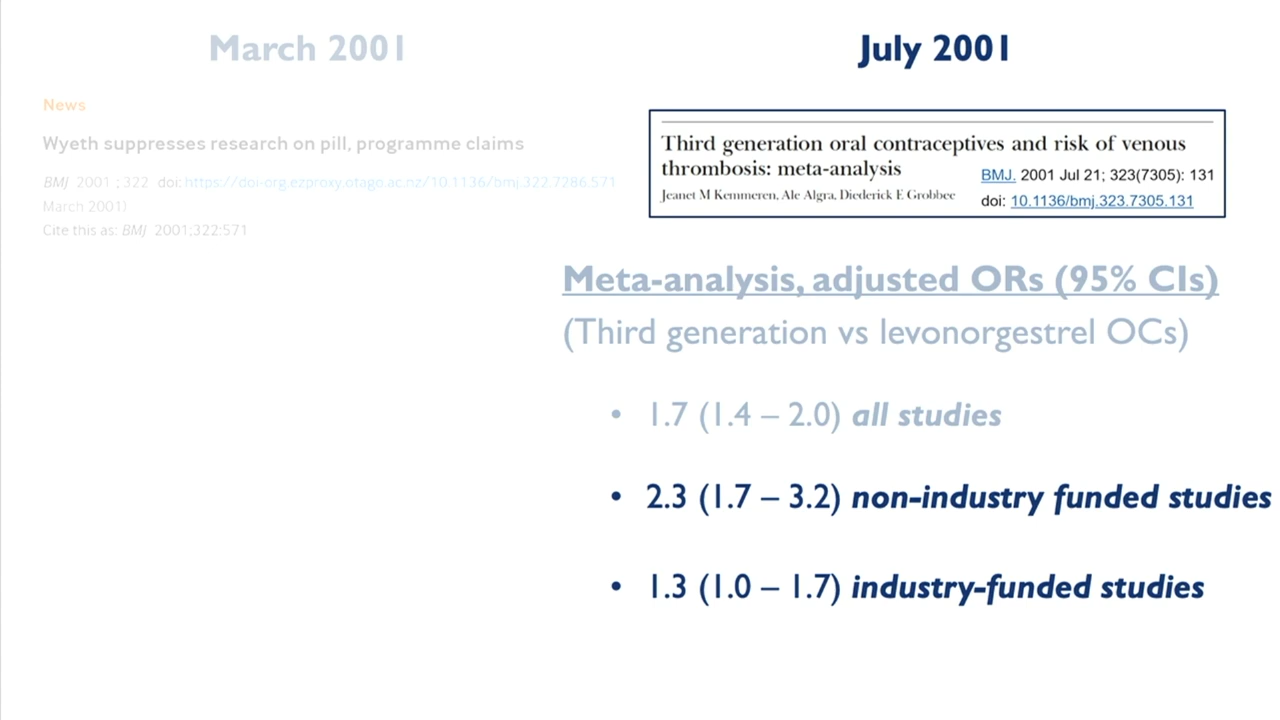 March 2001
News
Wyeth suppresses research on pill, programme claims
BMJ 2001 ; 322 doi: https://doi-org.ezproxy.otago.ac.nz/10.1136/bmj.322.7286.571
March 2001)
Cite this as: BMJ 2001;322:571
July 2001
Third generation oral contraceptives and risk of venous
thrombosis: meta-analysis
BMJ. 2001 Jul 21; 323(7305): 131
Jeanet M Kemmeren, Ale Algra, Diederick E Grobbee
doi: 10.1136/bmj.323.7305.131
Meta-analysis, adjusted ORs (95% CIs)
(Third generation vs levonorgestrel OCs)
• 1.7 (1.4 – 2.0) all studies
• 2.3 (1.7 – 3.2) non-industry funded studies
• 1.3 (1.0 – 1.7) industry-funded studies